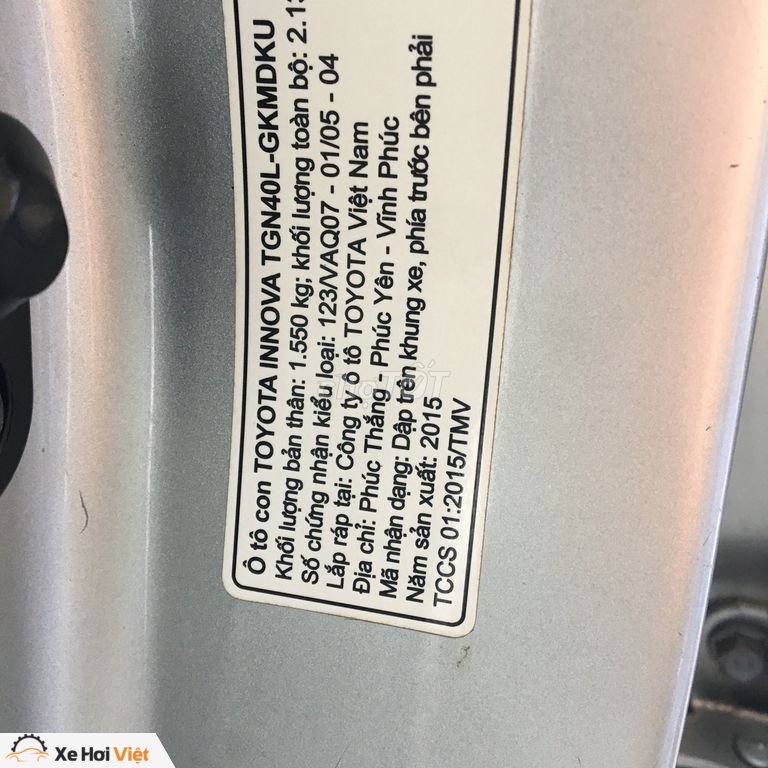 Ô tô con TOYOTA INNOVA TGN40L-GKMDKU
Khối lượng bản thân: 1.550 kg; khối lượng toàn bộ: 2.13
Số chứng nhận kiểu loại: 123/VAQ07 - 01/05 - 04
Lắp ráp tại: Công ty ô tô TOYOTA Việt Nam
Địa chỉ: Phúc Thắng - Phúc Yên - Vĩnh Phúc
Mã nhận dạng: Dập trên khung xe, phía trước bên phải
Năm sản xuất: 2015
TCCS 01:2015/TMV
chợTỐT
Xe Hơi Việt